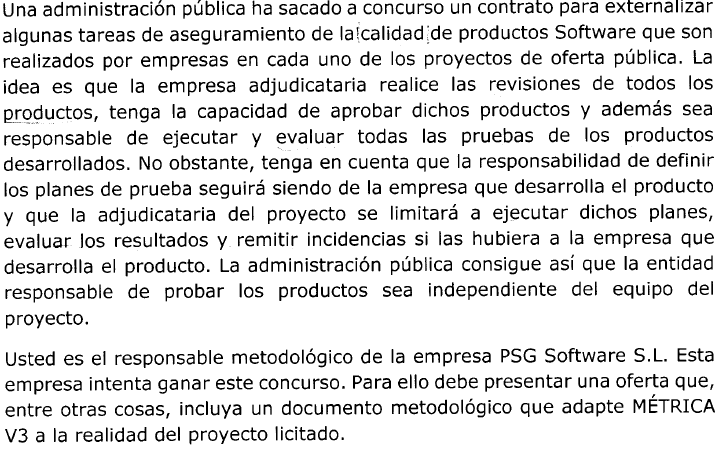 Una administración pública ha sacado a concurso un contrato para externalizar
algunas tareas de aseguramiento de la calidad de productos Software que son
realizados por empresas en cada uno de los proyectos de oferta pública. La
idea es que la empresa adjudicataria realice las revisiones de todos los
productos, tenga la capacidad de aprobar dichos productos y además sea
responsable de ejecutar y evaluar todas las pruebas de los productos
desarrollados. No obstante, tenga en cuenta que la responsabilidad de definir
los planes de prueba seguirá siendo de la empresa que desarrolla el producto
y que la adjudicataria del proyecto se limitará a ejecutar dichos planes,
evaluar los resultados y remitir incidencias si las hubiera a la empresa que
desarrolla el producto. La administración pública consigue así que la entidad
responsable de probar los productos sea independiente del equipo del
proyecto.
Usted es el responsable metodológico de la empresa PSG Software S.L. Esta
empresa intenta ganar este concurso. Para ello debe presentar una oferta que,
entre otras cosas, incluya un documento metodológico que adapte MÉTRICA
V3 a la realidad del proyecto licitado.